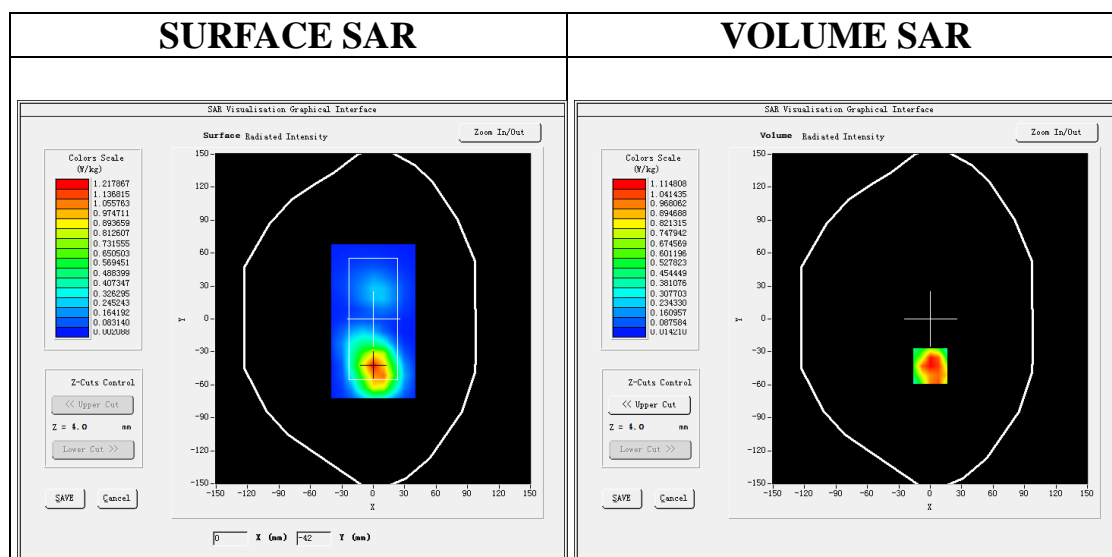 SURFACE SAR
VOLUME SAR
SAR Visualisation Graphical Interface
Surface Radiated Intensity
Zoom In/Out
Colors Scale
(W/kg)
1.217867
1.136815
1.055763
0.974711
0.893659
0.812607
0.731555
0.650503
0.569451
0.488399
0.407347
0.326295
0.245243
0.164192
0.083140
0.002088
150
120
90
60
30
0
-30
-60
-90
-120
-150
Y
-150 -120 -90 -60 -30 0 30 60 90 120 150
X
Z-Cuts Control
<< Upper Cut
Z = 4.0 mm
Lower Cut >>
SAVE
Cancel
0 X (mm) -42 Y (mm)
SAR Visualisation Graphical Interface
Volume Radiated Intensity
Zoom In/Out
Colors Scale
(W/kg)
1.114808
1.041435
0.968062
0.894688
0.821315
0.747942
0.674569
0.601196
0.527823
0.454449
0.381076
0.307703
0.234330
0.160957
0.087584
0.014210
150
120
90
60
30
0
-30
-60
-90
-120
-150
Y
-150 -120 -90 -60 -30 0 30 60 90 120 150
X
Z-Cuts Control
<< Upper Cut
Z = 4.0 mm
Lower Cut >>
SAVE
Cancel